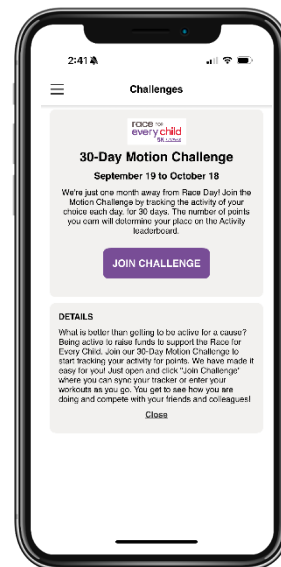 2:41
Challenges
race for
every child
5K
30-Day Motion Challenge
September 19 to October 18
We're just one month away from Race Day! Join the
Motion Challenge by tracking the activity of your
choice each day, for 30 days. The number of points
you earn will determine your place on the Activity
leaderboard.
JOIN CHALLENGE
DETAILS
What is better than getting to be active for a cause?
Being active to raise funds to support the Race for
Every Child. Join our 30-Day Motion Challenge to
start tracking your activity for points. We have made it
easy for you! Just open and click "Join Challenge"
where you can sync your tracker or enter your
workouts as you go. You get to see how you are
doing and compete with your friends and colleagues!
Close